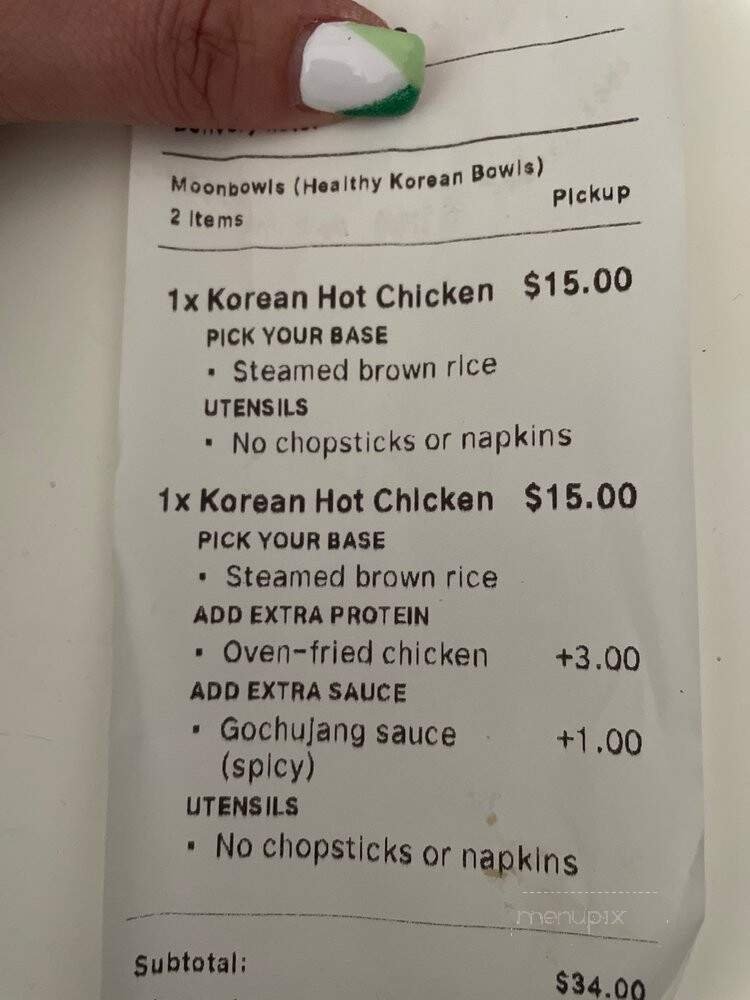 Moonbowls (Healthy Korean Bowls)
2 Items
Pickup
1x Korean Hot Chicken $15.00
PICK YOUR BASE
▪ Steamed brown rice
UTENSILS
▪ No chopsticks or napkins
1x Korean Hot Chicken $15.00
PICK YOUR BASE
▪ Steamed brown rice
ADD EXTRA PROTEIN
▪ Oven-fried chicken +3.00
ADD EXTRA SAUCE
▪ Gochujang sauce +1.00
(spicy)
UTENSILS
▪ No chopsticks or napkins
menupix
Subtotal: $34.00